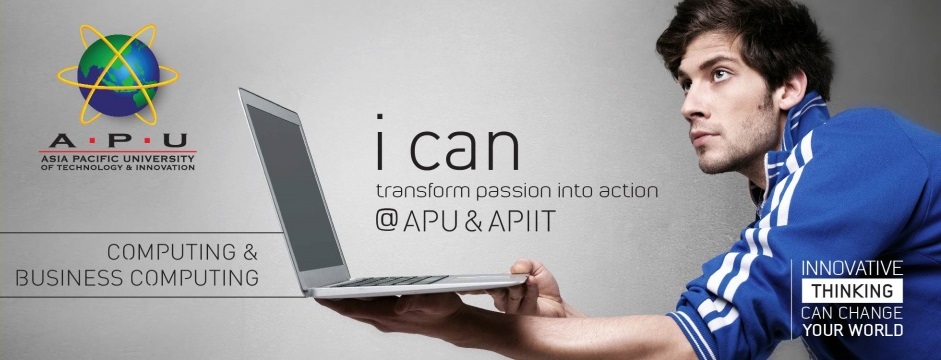 A·P·U
ASIA PACIFIC UNIVERSITY
OF TECHNOLOGY & INNOVATION
i can
transform passion into action
@APU & APIIT
COMPUTING &
BUSINESS COMPUTING
INNOVATIVE
THINKING
CAN CHANGE
YOUR WORLD